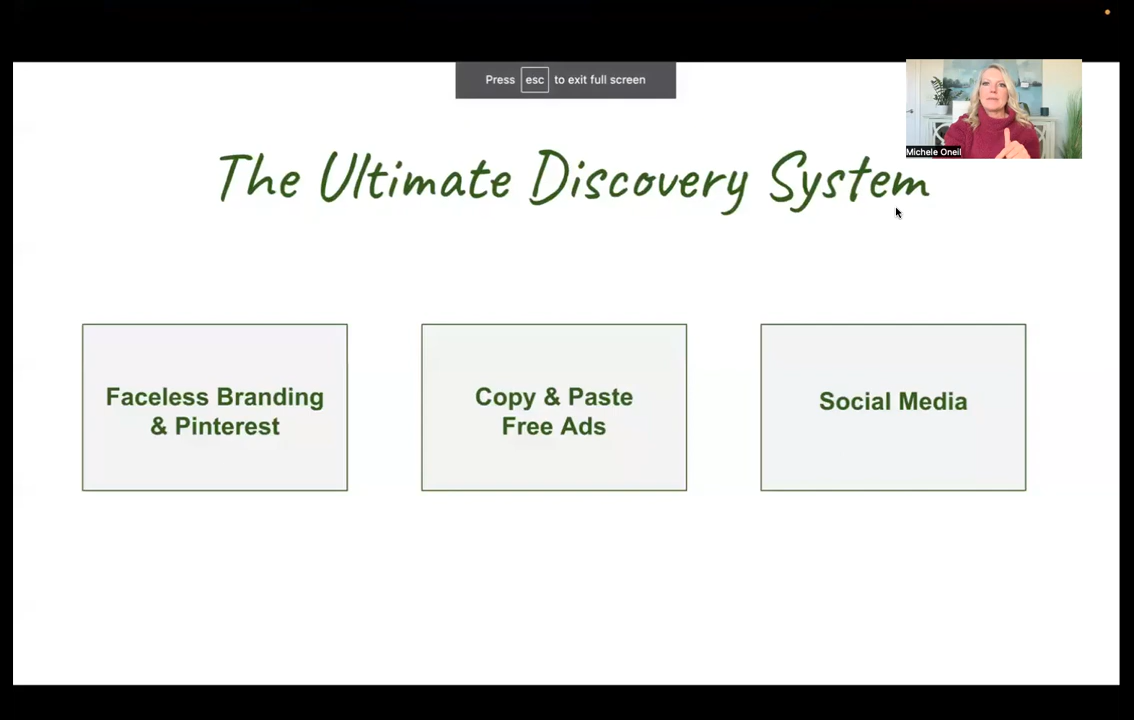 Press esc to exit full screen
Michele Oneil
The Ultimate Discovery System
Faceless Branding
& Pinterest
Copy & Paste
Free Ads
Social Media